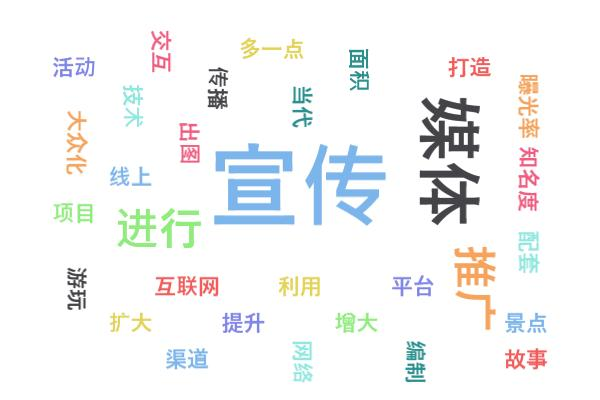 交互
多一点
面积
活动
打造
传播
技术
当代
曝光率
媒体
大众化
出图
宣传
知名度
线上
项目
进行
配套
推广
游玩
互联网
利用
平台
扩大
提升
增大
景点
渠道
网络
编制
故事